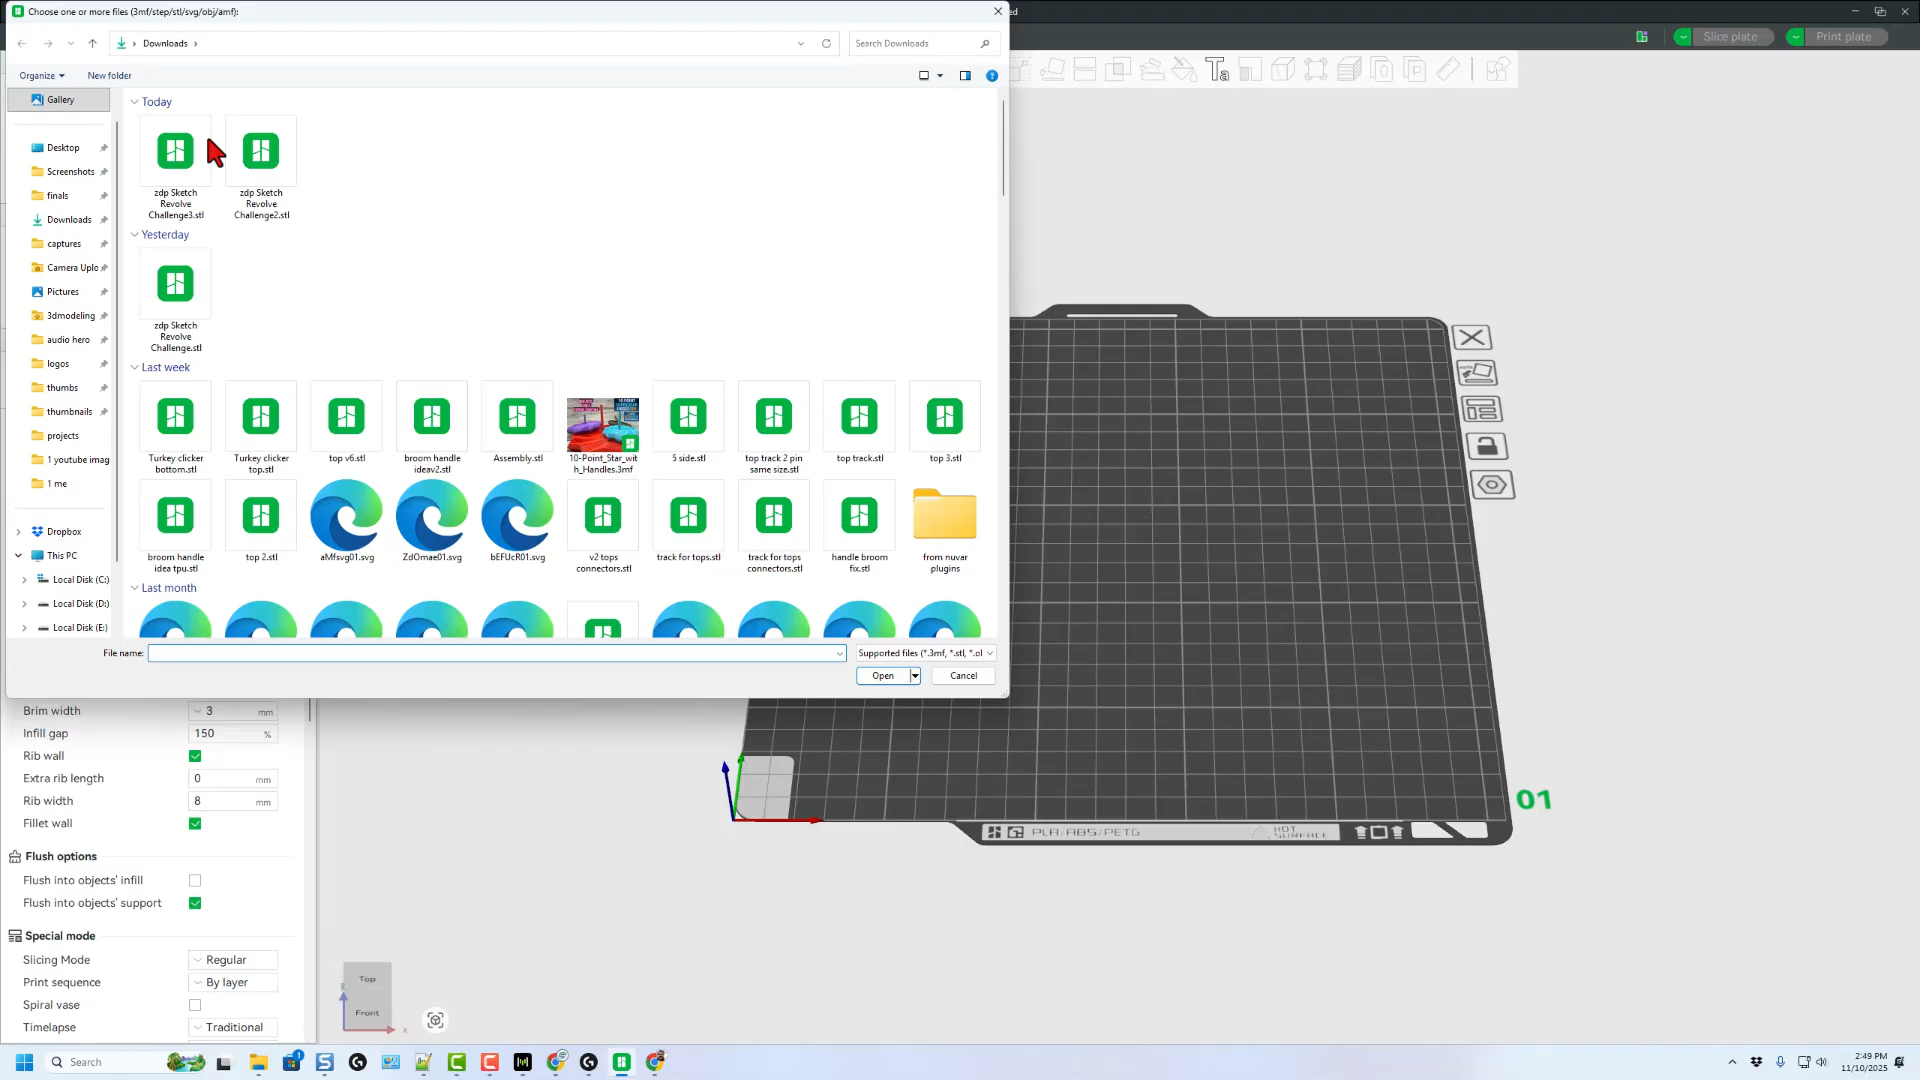 Choose one or more files (3mf/step/stl/svg/obj/amf):
ed
Downloads
Search Downloads
Slice plate
Print plate
Organize
New folder
Gallery
Desktop
Screenshots
finals
Downloads
captures
Camera Uplo
Pictures
3dmodeling
audio hero
logos
thumbs
thumbnails
projects
1 youtube imag
1 me
Dropbox
This PC
Local Disk (C:)
Local Disk (D:)
Local Disk (E:)
Today
zdp Sketch
Revolve
Challenge3.stl
zdp Sketch
Revolve
Challenge2.stl
Yesterday
zdp Sketch
Revolve
Challenge.stl
Last week
Turkey clicker
bottom.stl
Turkey clicker
top.stl
top v6.stl
broom handle
ideav2.stl
Assembly.stl
10-Point_Star_wit
h_Handles.3mf
5 side.stl
top track 2 pin
same size.stl
top track.stl
top 3.stl
broom handle
idea tpu.stl
top 2.stl
aMfsvg01.svg
ZdOmae01.svg
bEFUcR01.svg
v2 tops
connectors.stl
track for tops.stl
track for tops
connectors.stl
handle broom
fix.stl
from nuvar
plugins
Last month
File name:
Supported files (*.3mf, *.stl, *.ol
Open
Cancel
Brim width
3
mm
Infill gap
150
%
Rib wall
Extra rib length
0
mm
Rib width
8
mm
Fillet wall
Flush options
Flush into objects' infill
Flush into objects' support
Special mode
Slicing Mode
Regular
Print sequence
By layer
Spiral vase
Timelapse
Traditional
AUTO
01
PLA/ABS/PETG
HOT
SURFACE
Top
Front
z
x
Search
1
2:49 PM
11/10/2025